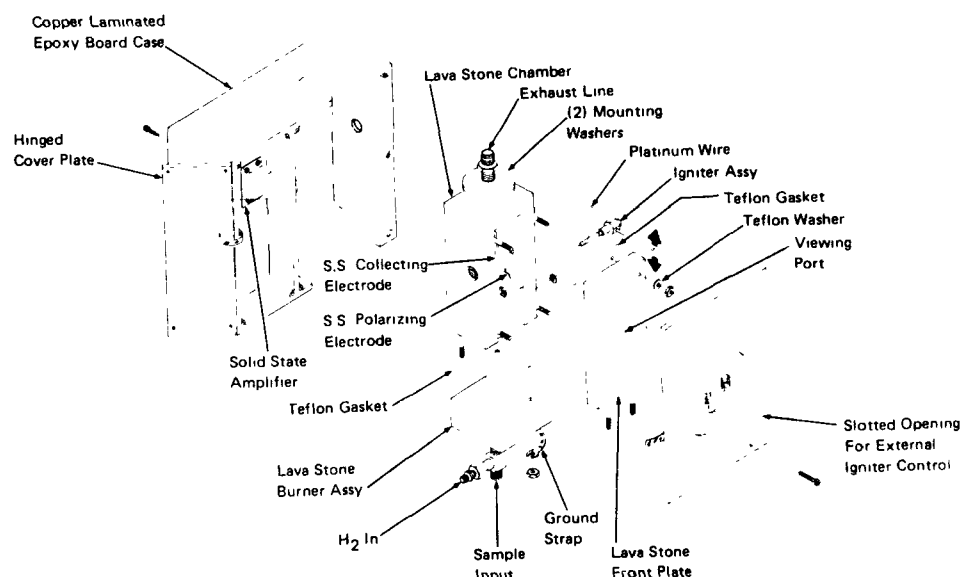 Copper Laminated
Epoxy Board Case
Hinged
Cover Plate
Lava Stone Chamber
Exhaust Line
(2) Mounting
Washers
Platinum Wire
Igniter Assy
Teflon Gasket
Teflon Washer
Viewing
Port
S.S Collecting
Electrode
S S Polarizing
Electrode
Solid State
Amplifier
Teflon Gasket
Lava Stone
Burner Assy
H2 In
Sample
Input
Ground
Strap
Lava Stone
Front Plate
Slotted Opening
For External
Igniter Control